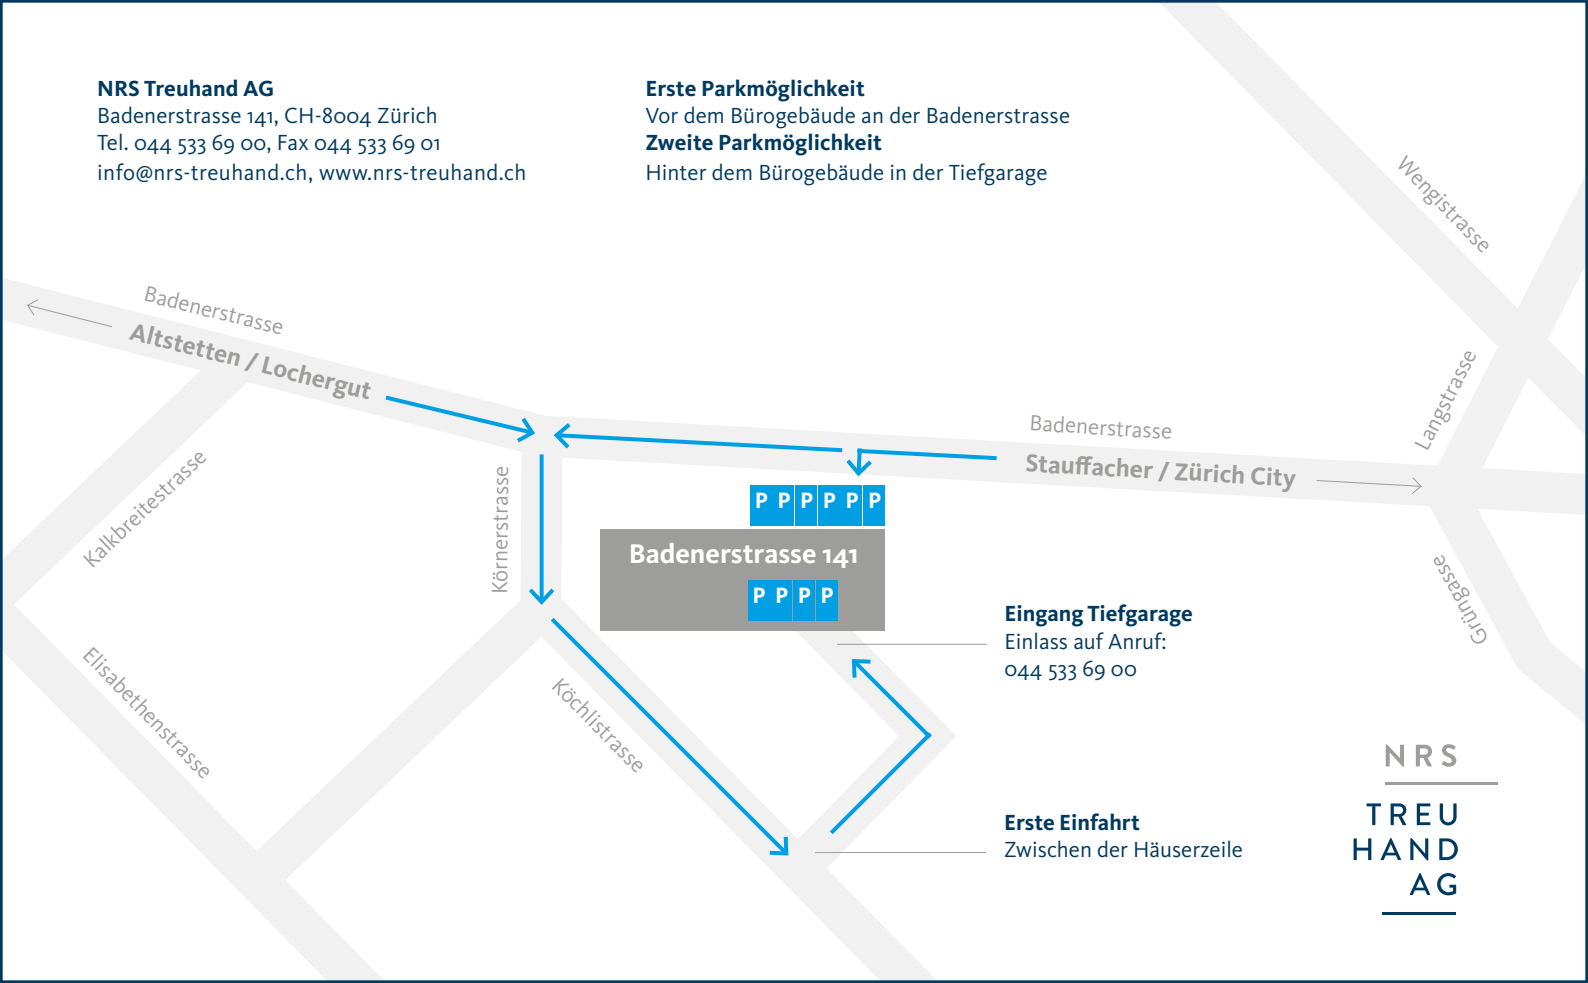 NRS Treuhand AG
Badenerstrasse 141, CH-8004 Zürich
Tel. 044 533 69 00, Fax 044 533 69 01
info@nrs-treuhand.ch, www.nrs-treuhand.ch
Erste Parkmöglichkeit
Vor dem Bürogebäude an der Badenerstrasse
Zweite Parkmöglichkeit
Hinter dem Bürogebäude in der Tiefgarage
Wengistrasse
Badenerstrasse
Altstetten / Lochergut
Langstrasse
Badenerstrasse
Stauffacher / Zürich City
Kalkbreitestrasse
Körnerstrasse
P P P P P P
Badenerstrasse 141
P P P P
Grüngasse
Eingang Tiefgarage
Einlass auf Anruf:
044 533 69 00
Elisabethenstrasse
Köchlistrasse
Erste Einfahrt
Zwischen der Häuserzeile
NRS
TREU
HAND
AG